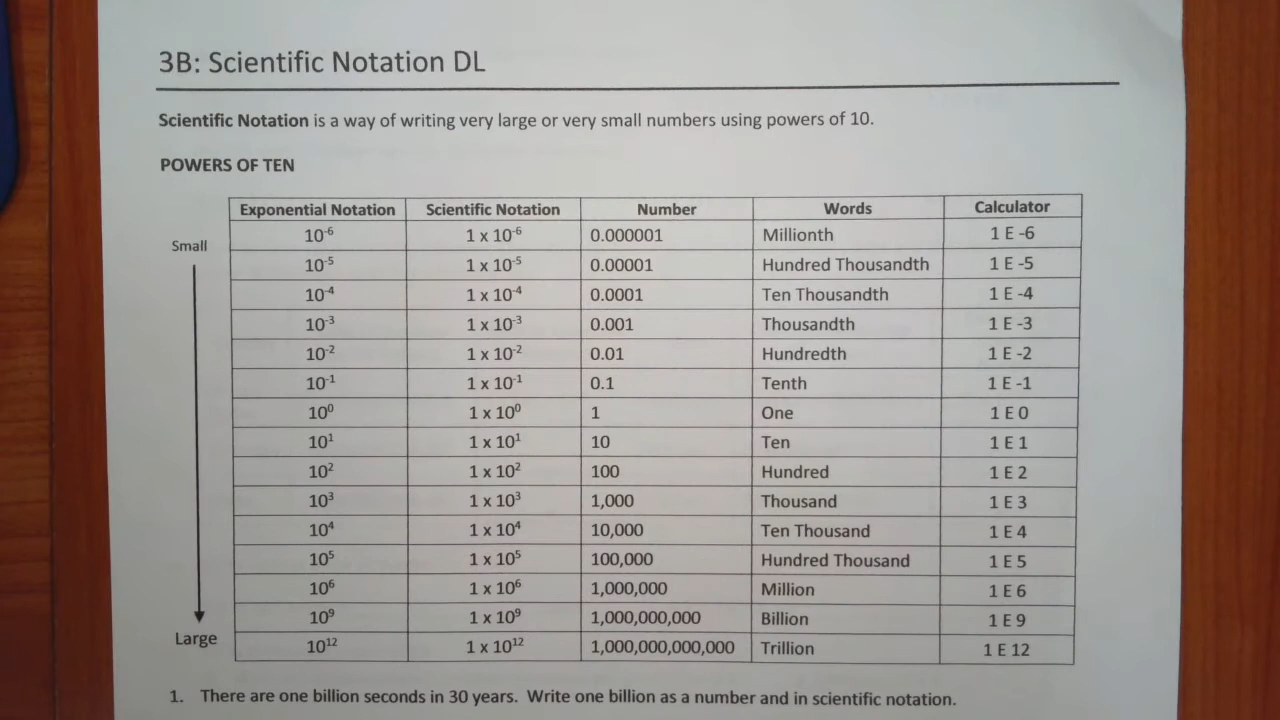 3B: Scientific Notation DL
Scientific Notation is a way of writing very large or very small numbers using powers of 10.
POWERS OF TEN
Exponential Notation Scientific Notation Number Words Calculator
Small
10⁻⁶ 1 x 10⁻⁶ 0.000001 Millionth 1 E -6
10⁻⁵ 1 x 10⁻⁵ 0.00001 Hundred Thousandth 1 E -5
10⁻⁴ 1 x 10⁻⁴ 0.0001 Ten Thousandth 1 E -4
10⁻³ 1 x 10⁻³ 0.001 Thousandth 1 E -3
10⁻² 1 x 10⁻² 0.01 Hundredth 1 E -2
10⁻¹ 1 x 10⁻¹ 0.1 Tenth 1 E -1
10⁰ 1 x 10⁰ 1 One 1 E 0
10¹ 1 x 10¹ 10 Ten 1 E 1
10² 1 x 10² 100 Hundred 1 E 2
10³ 1 x 10³ 1,000 Thousand 1 E 3
10⁴ 1 x 10⁴ 10,000 Ten Thousand 1 E 4
10⁵ 1 x 10⁵ 100,000 Hundred Thousand 1 E 5
10⁶ 1 x 10⁶ 1,000,000 Million 1 E 6
10⁹ 1 x 10⁹ 1,000,000,000 Billion 1 E 9
Large
10¹² 1 x 10¹² 1,000,000,000,000 Trillion 1 E 12
1. There are one billion seconds in 30 years. Write one billion as a number and in scientific notation.